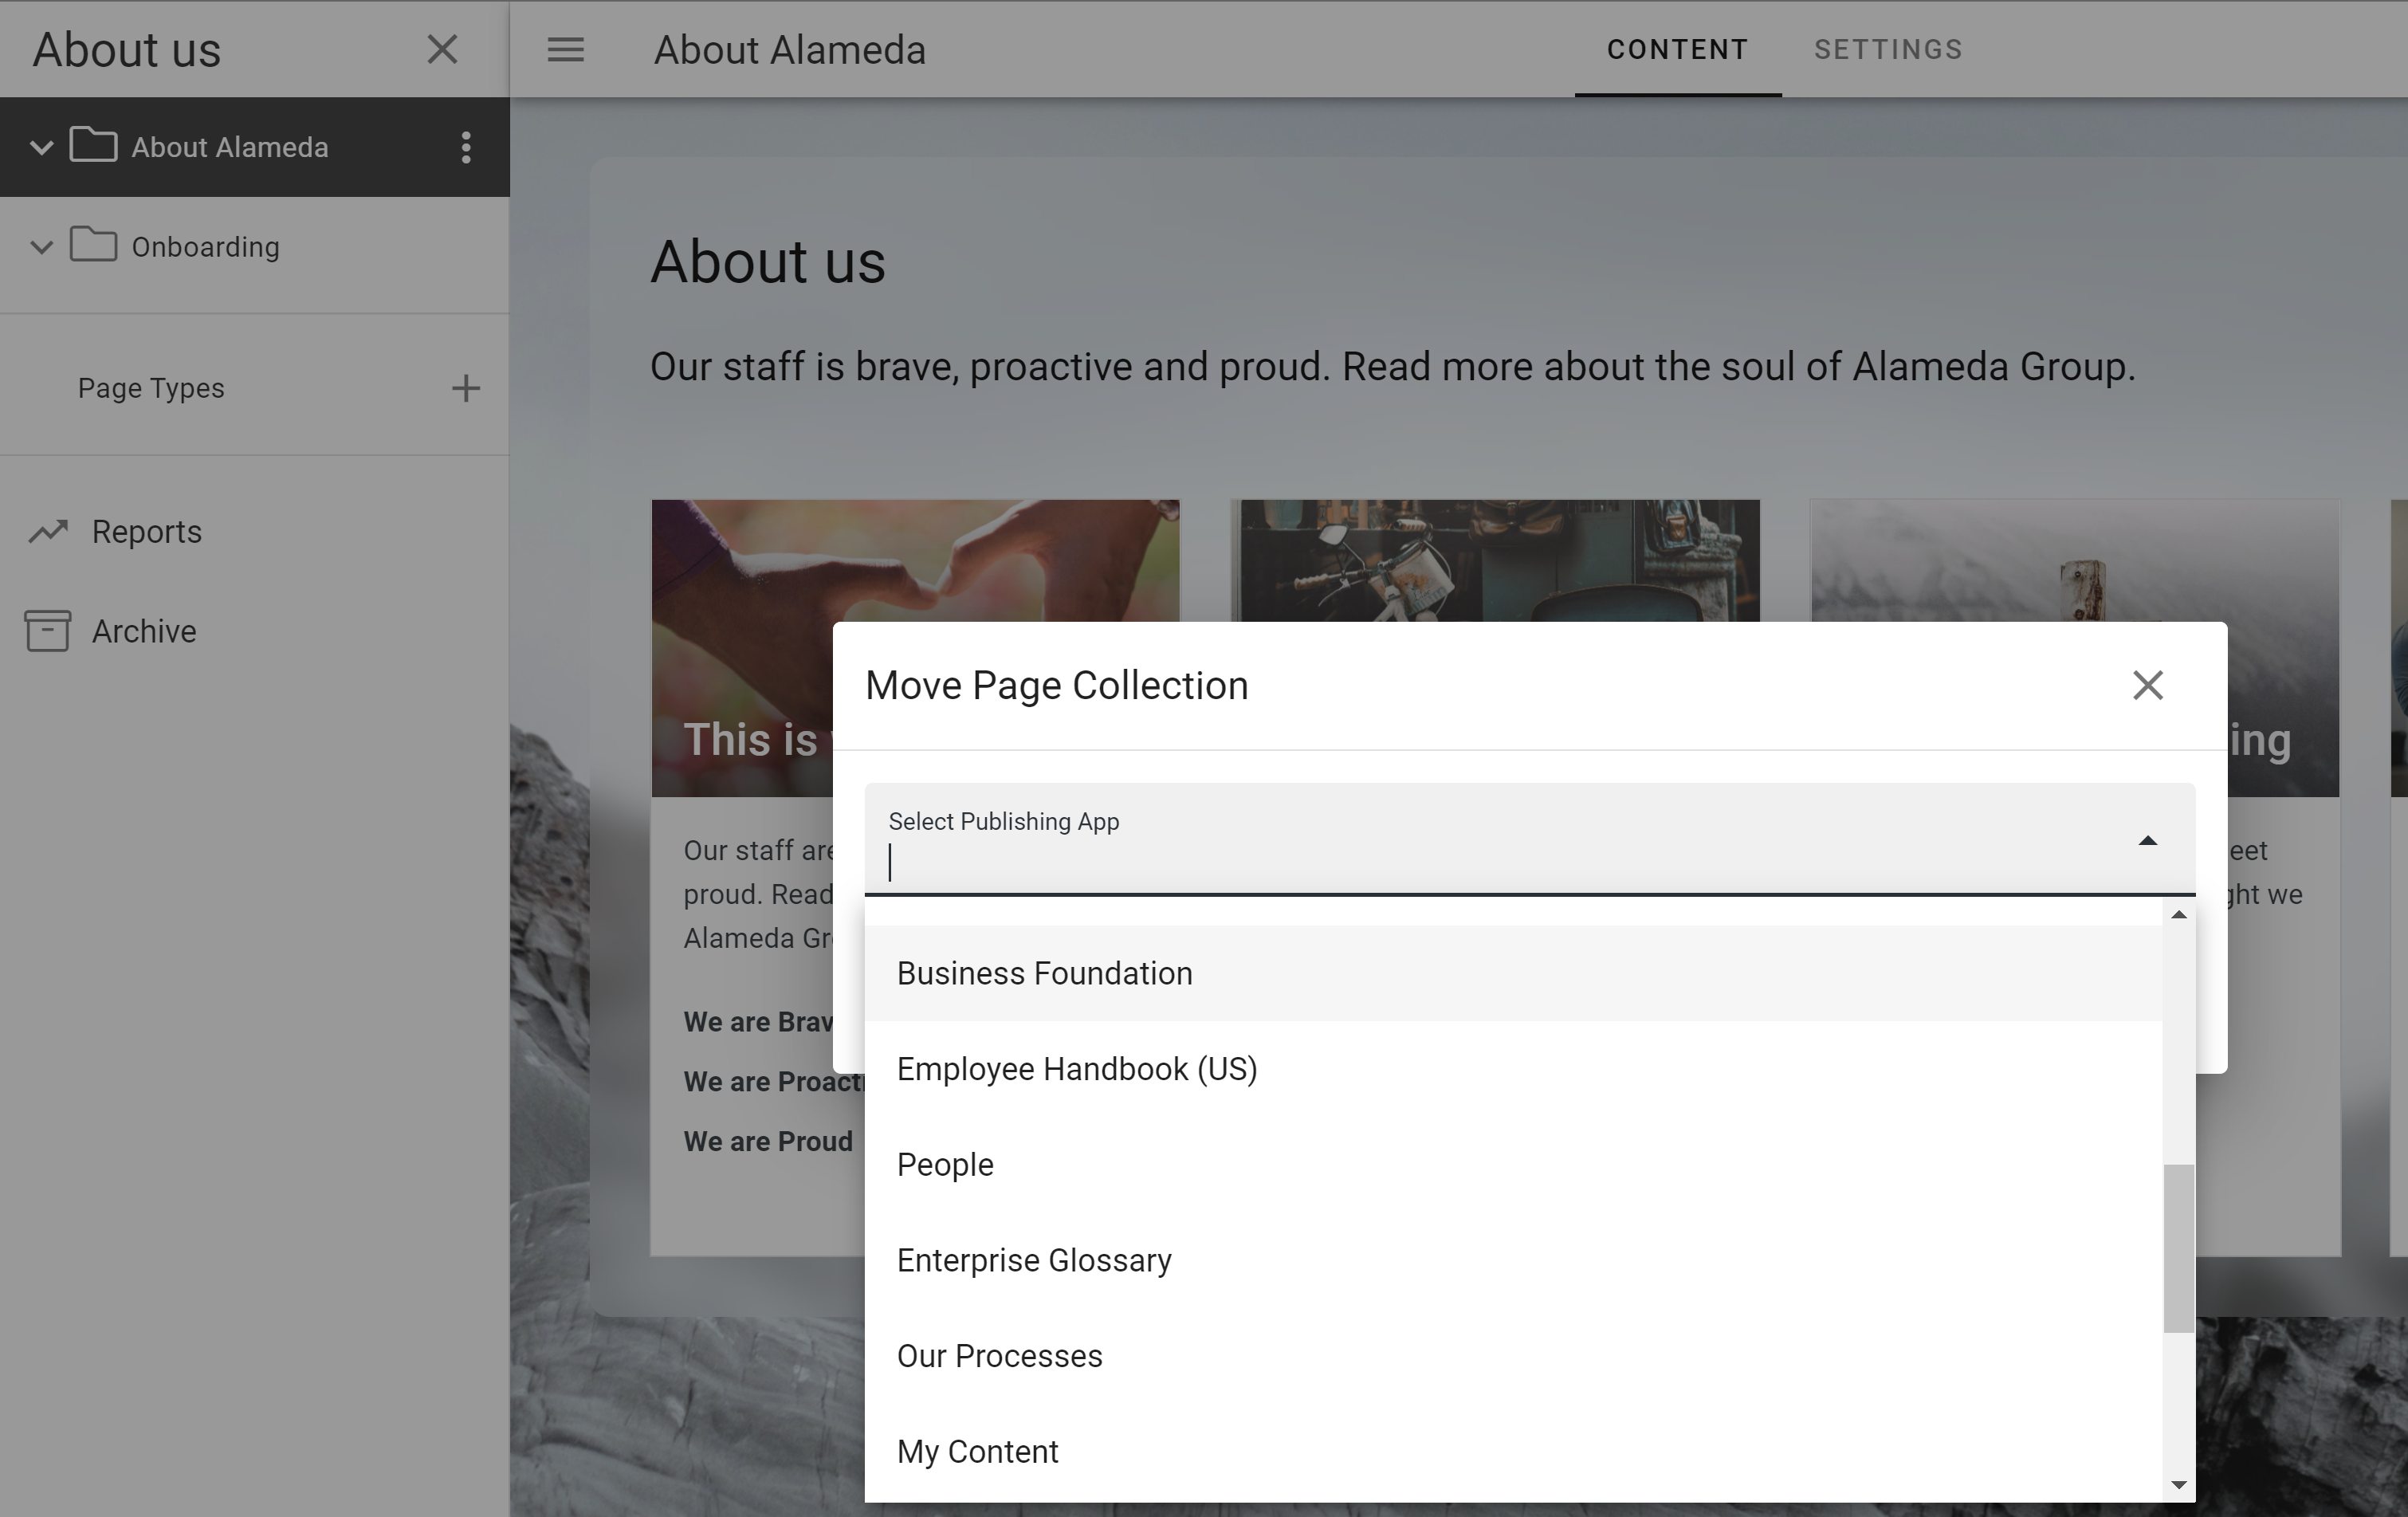 About us
About Alameda
CONTENT
SETTINGS
About Alameda
Onboarding
Page Types
Reports
Archive
About us
Our staff is brave, proactive and proud. Read more about the soul of Alameda Group.
This is
ing
Our staff are
proud. Read
Alameda Gr
eet
ght we
We are Brav
We are Proact
We are Proud
Move Page Collection
Select Publishing App
Business Foundation
Employee Handbook (US)
People
Enterprise Glossary
Our Processes
My Content